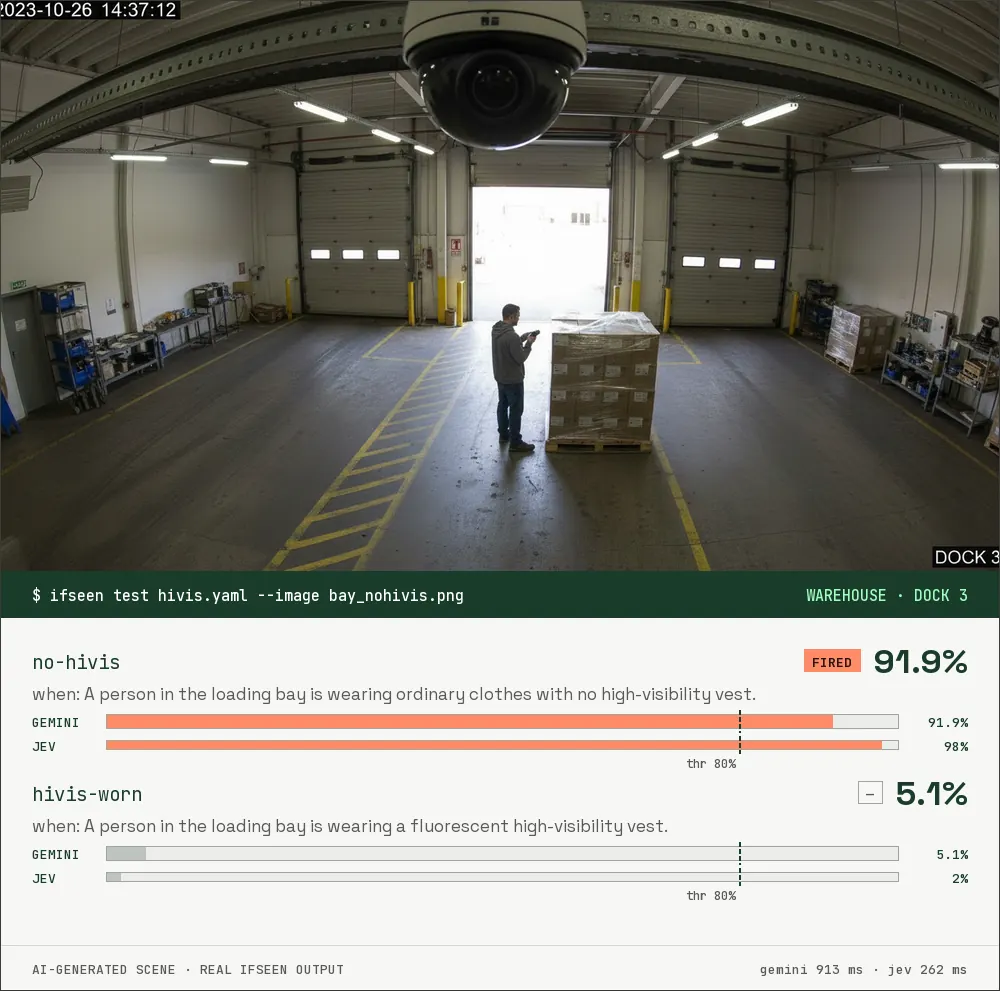 2023-10-26 14:37:12
DOCK 3
$ ifseen test hivis.yaml --image bay_nohivis.png
WAREHOUSE · DOCK 3
no-hivis
FIRED 91.9%
when: A person in the loading bay is wearing ordinary clothes with no high-visibility vest.
GEMINI 91.9%
JEV 98%
thr 80%
hivis-worn
– 5.1%
when: A person in the loading bay is wearing a fluorescent high-visibility vest.
GEMINI 5.1%
JEV 2%
thr 80%
AI-GENERATED SCENE · REAL IFSEEN OUTPUT
gemini 913 ms · jev 262 ms